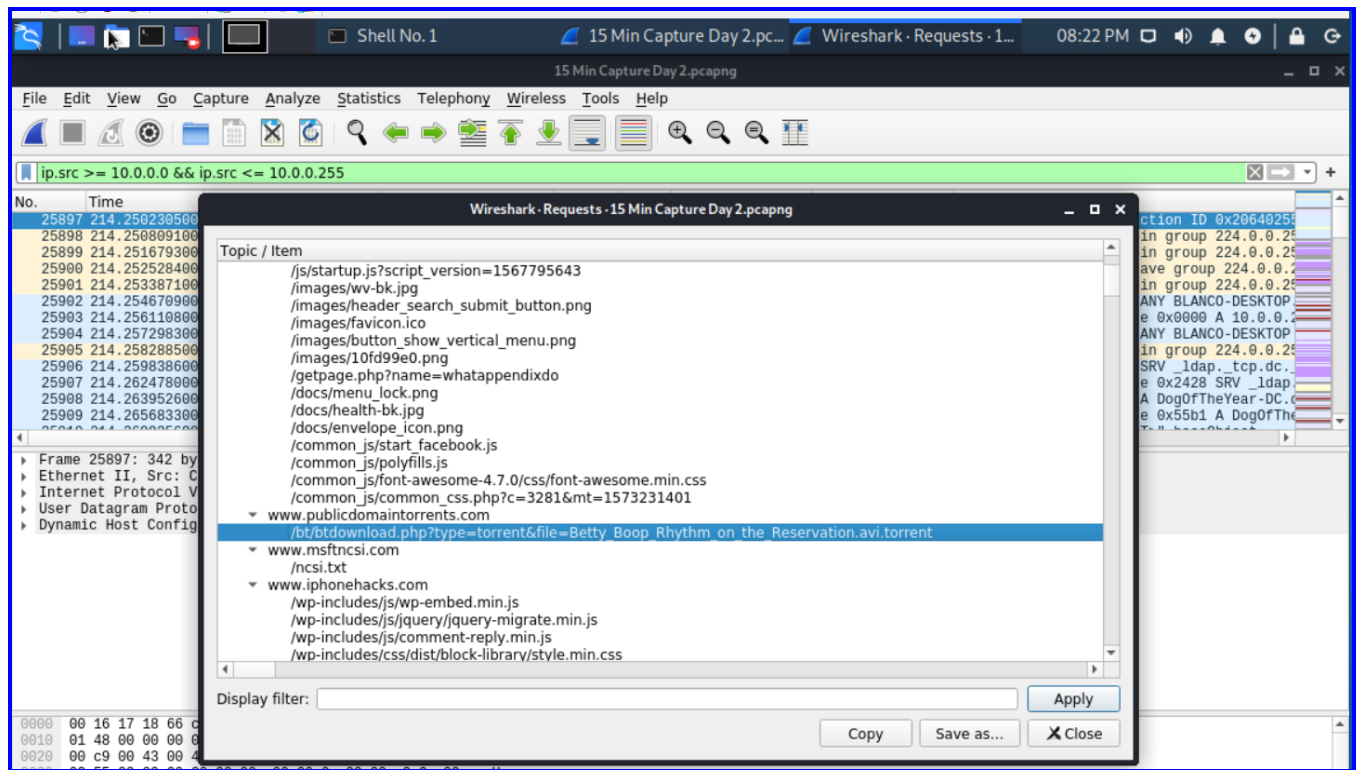 Shell No. 1
15 Min Capture Day 2.pc...
Wireshark · Requests · 1...
08:22 PM
15 Min Capture Day 2.pcapng
File Edit View Go Capture Analyze Statistics Telephony Wireless Tools Help
ip.src >= 10.0.0.0 && ip.src <= 10.0.0.255
No. Time
25897 214.250230500 ction ID 0x20640255
25898 214.250809100 in group 224.0.0.25
25899 214.251679300 in group 224.0.0.25
25900 214.252528400 ave group 224.0.0.2
25901 214.253387100 in group 224.0.0.25
25902 214.254670900 ANY BLANCO-DESKTOP.
25903 214.256110800 e 0x0000 A 10.0.0.2
25904 214.257298300 ANY BLANCO-DESKTOP
25905 214.258288500 in group 224.0.0.25
25906 214.259838600 SRV _ldap._tcp.dc._
25907 214.262478000 e 0x2428 SRV _ldap.
25908 214.263952600 A DogOfTheYear-DC.d
25909 214.265683300 e 0x55b1 A DogOfThe
Frame 25897: 342 by
Ethernet II, Src: C
Internet Protocol V
User Datagram Proto
Dynamic Host Config
Wireshark · Requests · 15 Min Capture Day 2.pcapng
Topic / Item
/js/startup.js?script_version=1567795643
/images/wv-bk.jpg
/images/header_search_submit_button.png
/images/favicon.ico
/images/button_show_vertical_menu.png
/images/10fd99e0.png
/getpage.php?name=whatappendixdo
/docs/menu_lock.png
/docs/health-bk.jpg
/docs/envelope_icon.png
/common_js/start_facebook.js
/common_js/polyfills.js
/common_js/font-awesome-4.7.0/css/font-awesome.min.css
/common_js/common_css.php?c=3281&mt=1573231401
www.publicdomaintorrents.com
/bt/btdownload.php?type=torrent&file=Betty_Boop_Rhythm_on_the_Reservation.avi.torrent
www.msftncsi.com
/ncsi.txt
www.iphonehacks.com
/wp-includes/js/wp-embed.min.js
/wp-includes/js/jquery/jquery-migrate.min.js
/wp-includes/js/comment-reply.min.js
/wp-includes/css/dist/block-library/style.min.css
Display filter:
Apply
Copy Save as... Close
0000 00 16 17 18 66 c
0010 01 48 00 00 00 0
0020 00 c9 00 43 00 4